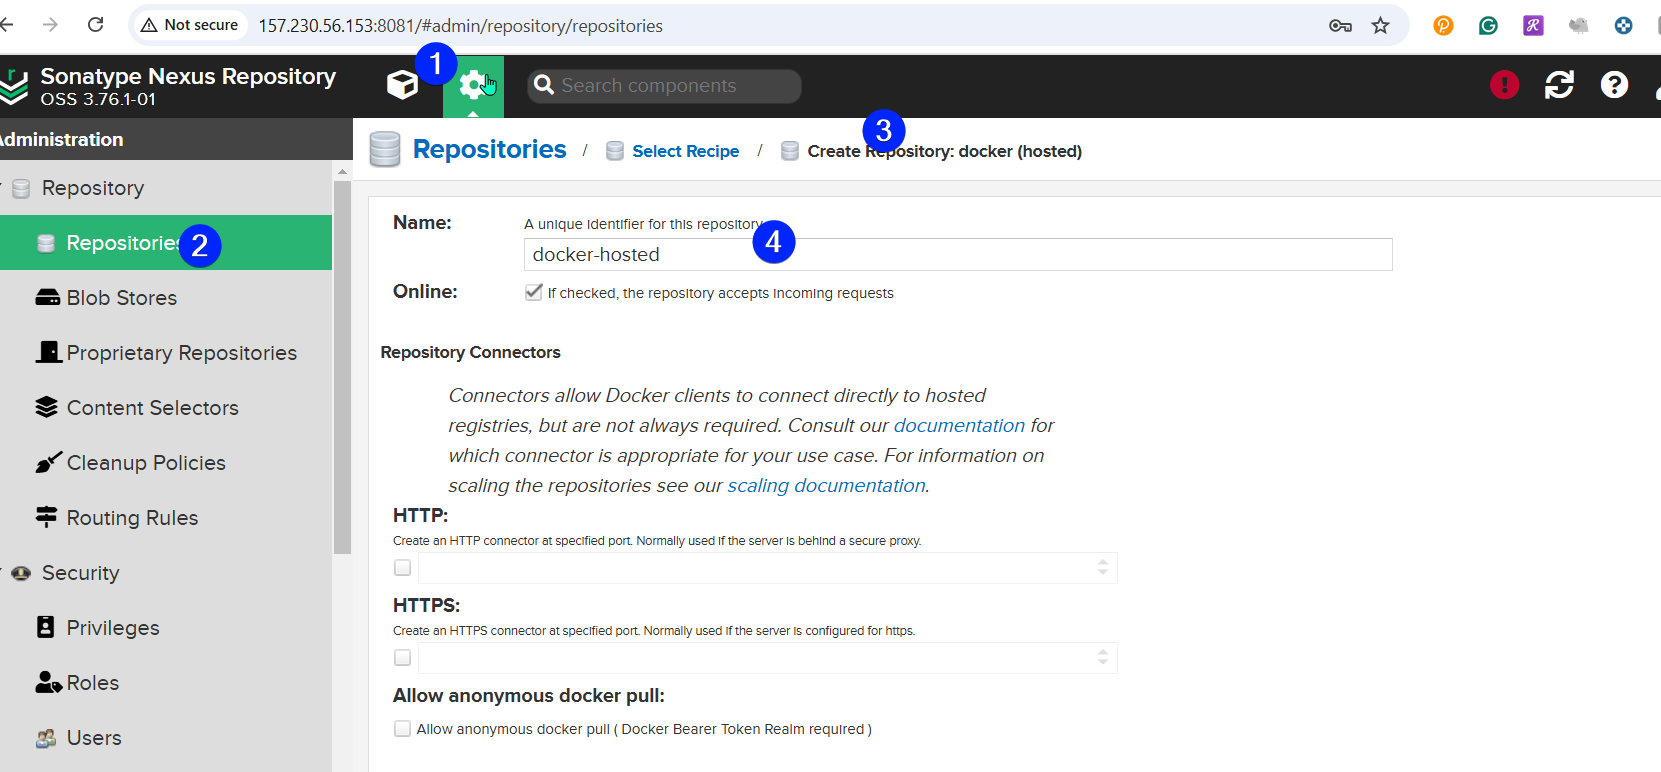 Not secure 157.230.56.153:8081/#admin/repository/repositories
Sonatype Nexus Repository
OSS 3.76.1-01
1
Search components
Administration
Repositories / Select Recipe / Create Repository: docker (hosted)
3
Repository
Repositories
2
Blob Stores
Proprietary Repositories
Content Selectors
Cleanup Policies
Routing Rules
Security
Privileges
Roles
Users
Name:
A unique identifier for this repository
4
docker-hosted
Online:
If checked, the repository accepts incoming requests
Repository Connectors
Connectors allow Docker clients to connect directly to hosted
registries, but are not always required. Consult our documentation for
which connector is appropriate for your use case. For information on
scaling the repositories see our scaling documentation.
HTTP:
Create an HTTP connector at specified port. Normally used if the server is behind a secure proxy.
HTTPS:
Create an HTTPS connector at specified port. Normally used if the server is configured for https.
Allow anonymous docker pull:
Allow anonymous docker pull ( Docker Bearer Token Realm required )